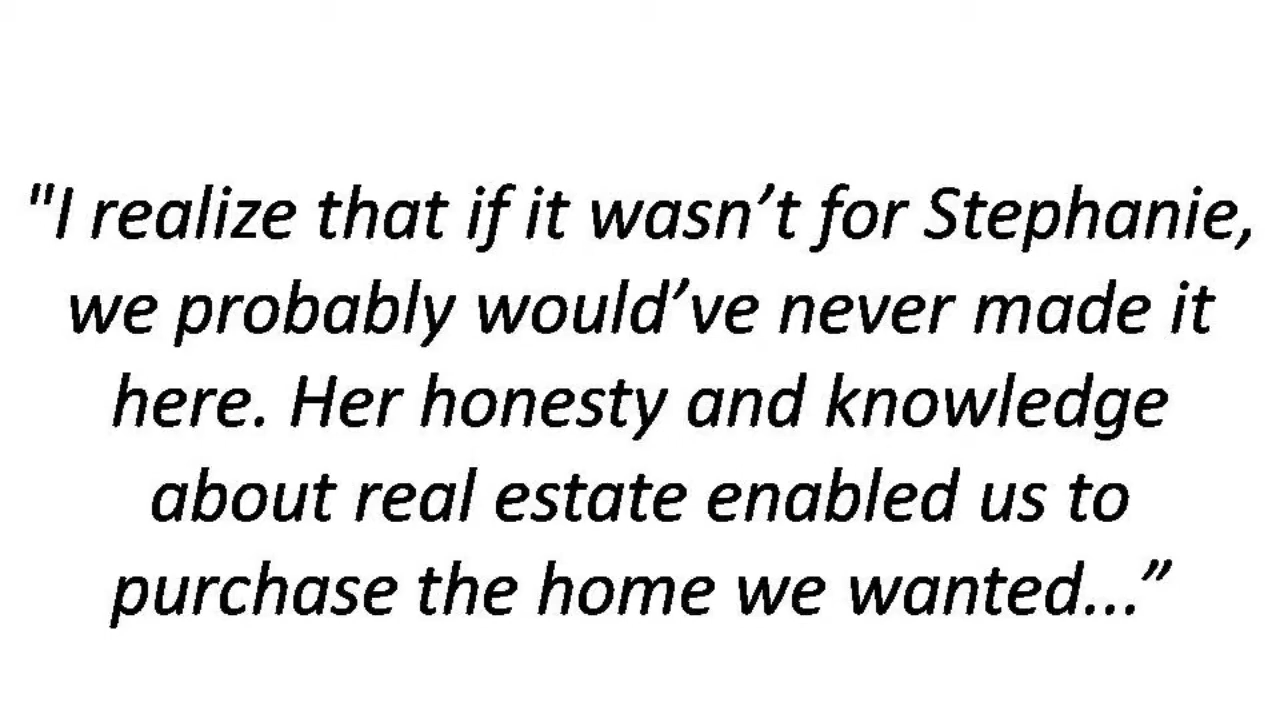 "I realize that if it wasn’t for Stephanie,
we probably would’ve never made it
here. Her honesty and knowledge
about real estate enabled us to
purchase the home we wanted...”